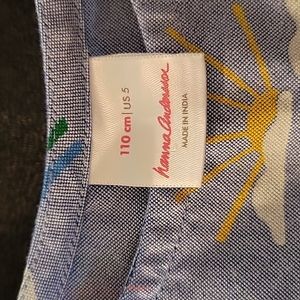 110 cm | US 5
hanna andersson
MADE IN INDIA